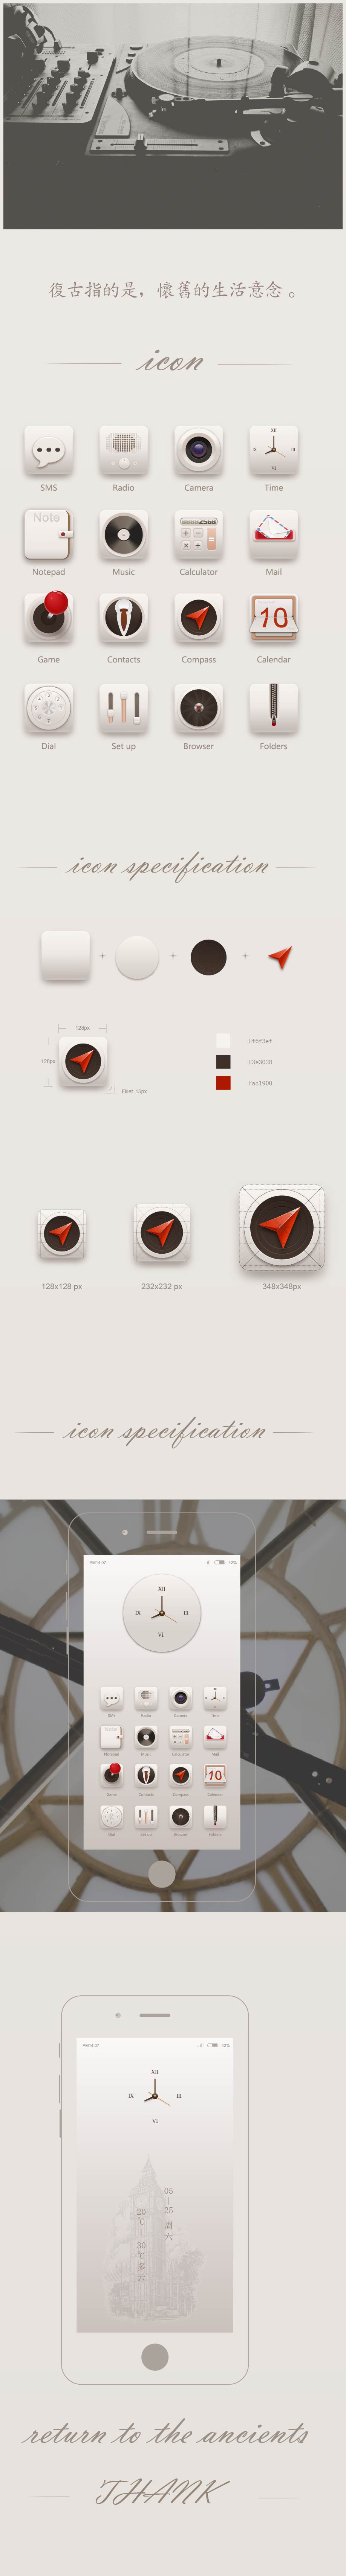 復古指的是，懷舊的生活意念。
icon
SMS Radio Camera Time
XII
IX III
VI
Note
Notepad Music Calculator Mail
10
Game Contacts Compass Calendar
Dial Set up Browser Folders
icon specification
128px
128px
Fillet 15px
#f6f3ef
#3e302B
#ac1900
128x128 px 232x232 px 348x348px
icon specification
PM14:07 42%
XII
IX III
Vi
SMS Radio Camera Time
Note
Notepad Music Calculator Mail
10
Game Contacts Compass Calendar
Dial Set up Browser Folders
PM14:07 42%
XII
IX III
Vi
05-25 周六
return to the ancients
THANK